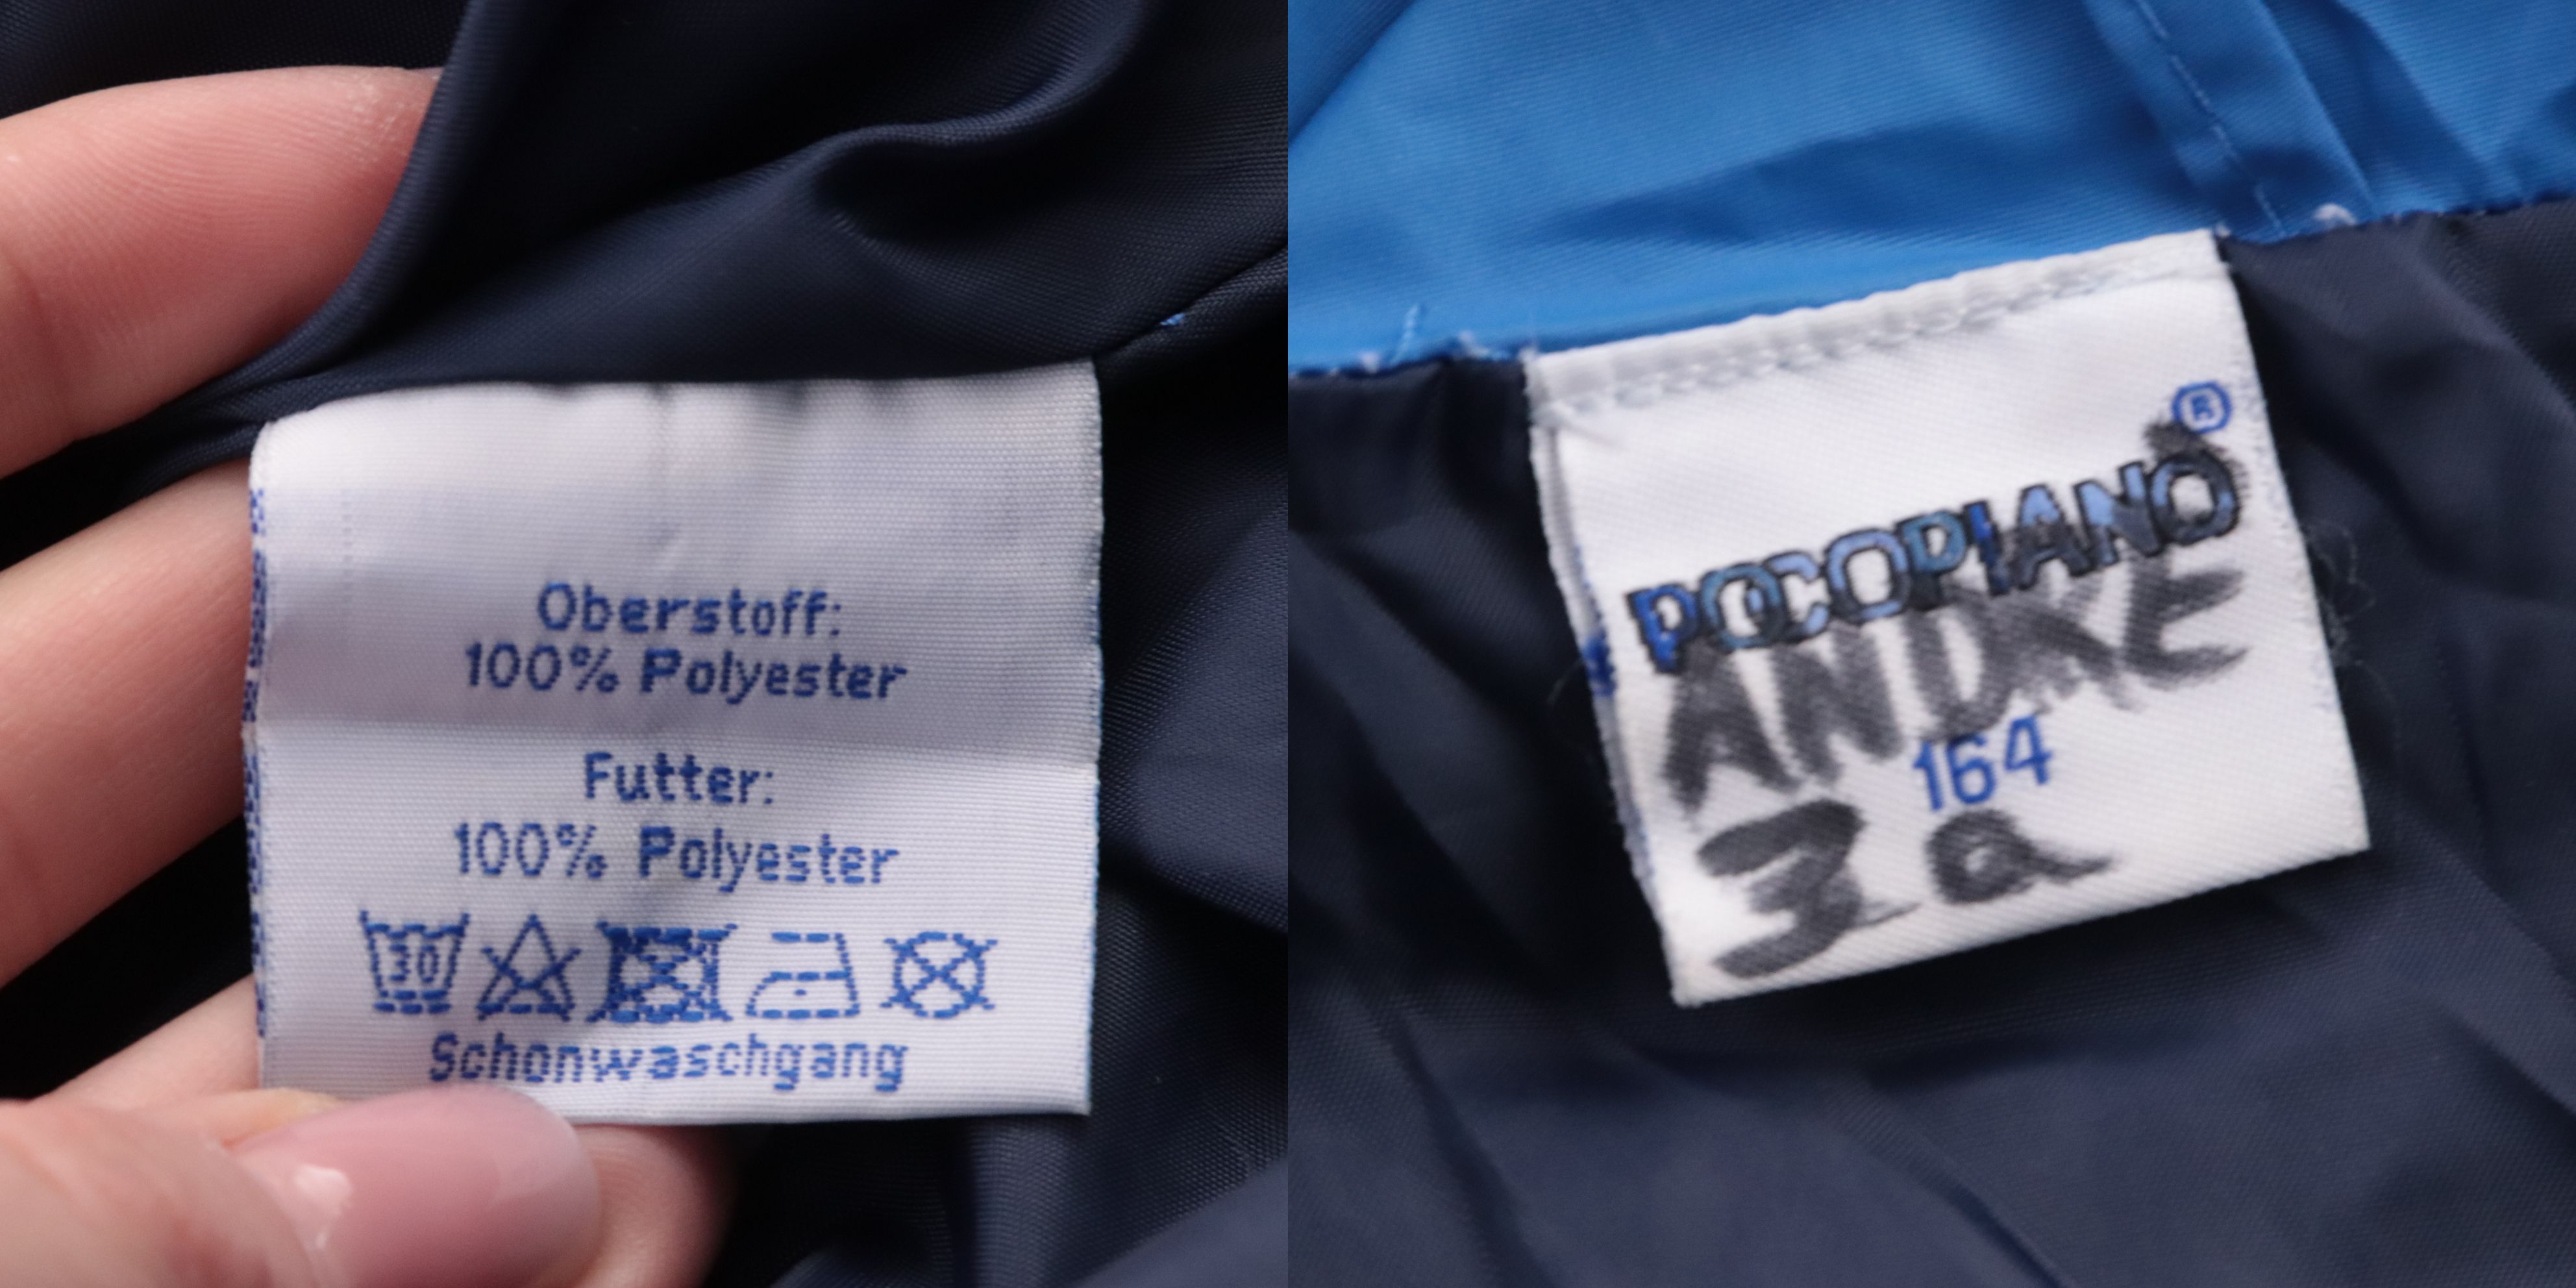 Oberstoff:
100% Polyester
Futter:
100% Polyester
30
Schonwaschgang
®
POCOPIANO
ANDRE
164
3a